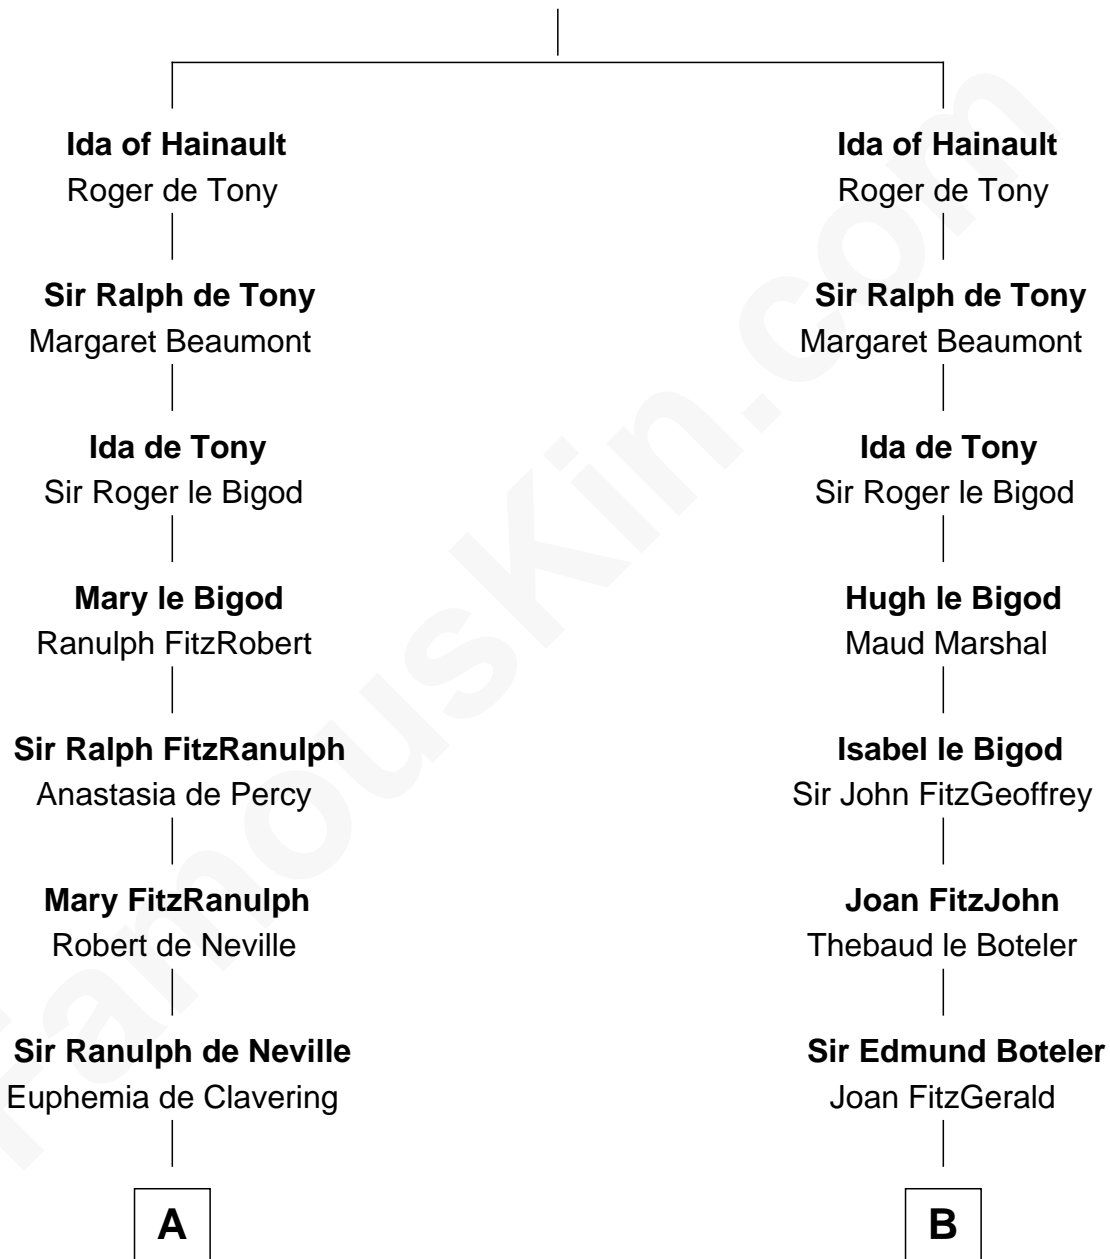 Ida of Hainault
Roger de Tony
Sir Ralph de Tony
Margaret Beaumont
Ida de Tony
Sir Roger le Bigod
Mary le Bigod
Ranulph FitzRobert
Sir Ralph FitzRanulph
Anastasia de Percy
Mary FitzRanulph
Robert de Neville
Sir Ranulph de Neville
Euphemia de Clavering
A
Ida of Hainault
Roger de Tony
Sir Ralph de Tony
Margaret Beaumont
Ida de Tony
Sir Roger le Bigod
Hugh le Bigod
Maud Marshal
Isabel le Bigod
Sir John FitzGeoffrey
Joan FitzJohn
Thebaud le Boteler
Sir Edmund Boteler
Joan FitzGerald
B
FamousKin.com